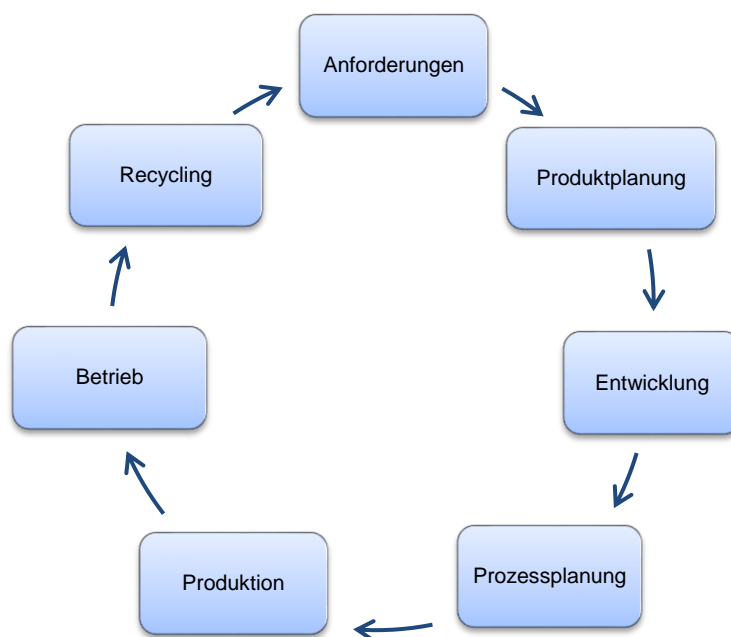 Anforderungen
Produktplanung
Entwicklung
Prozessplanung
Produktion
Betrieb
Recycling